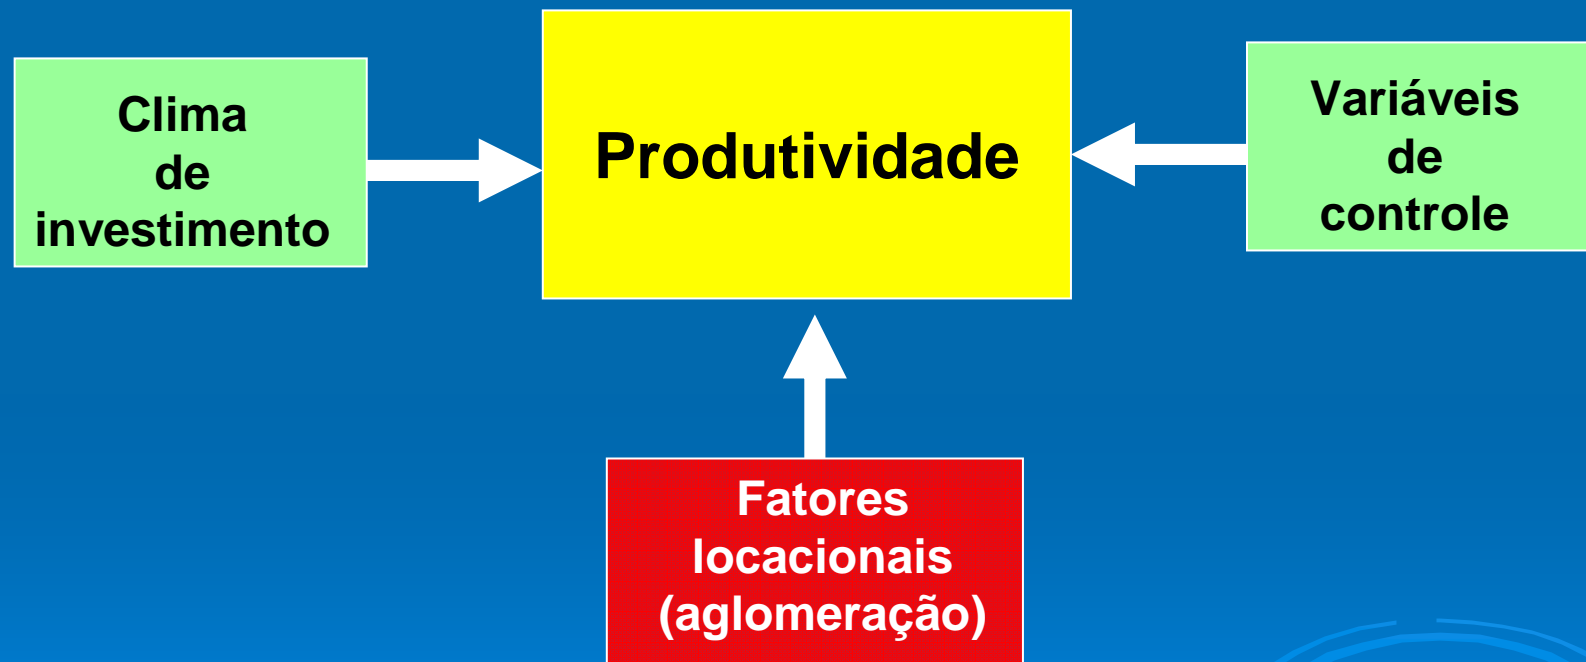 Clima
de
investimento
Produtividade
Variáveis
de
controle
Fatores
locacionais
(aglomeração)